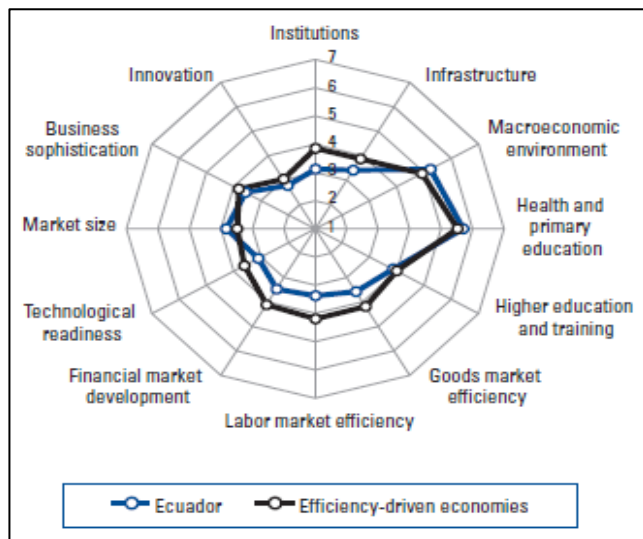 Institutions
7
Innovation
Infrastructure
6
Business
sophistication
5
Macroeconomic
environment
4
3
Market size
2
1
Health and
primary
education
Technological
readiness
Higher education
and training
Financial market
development
Goods market
efficiency
Labor market efficiency
Ecuador
Efficiency-driven economies